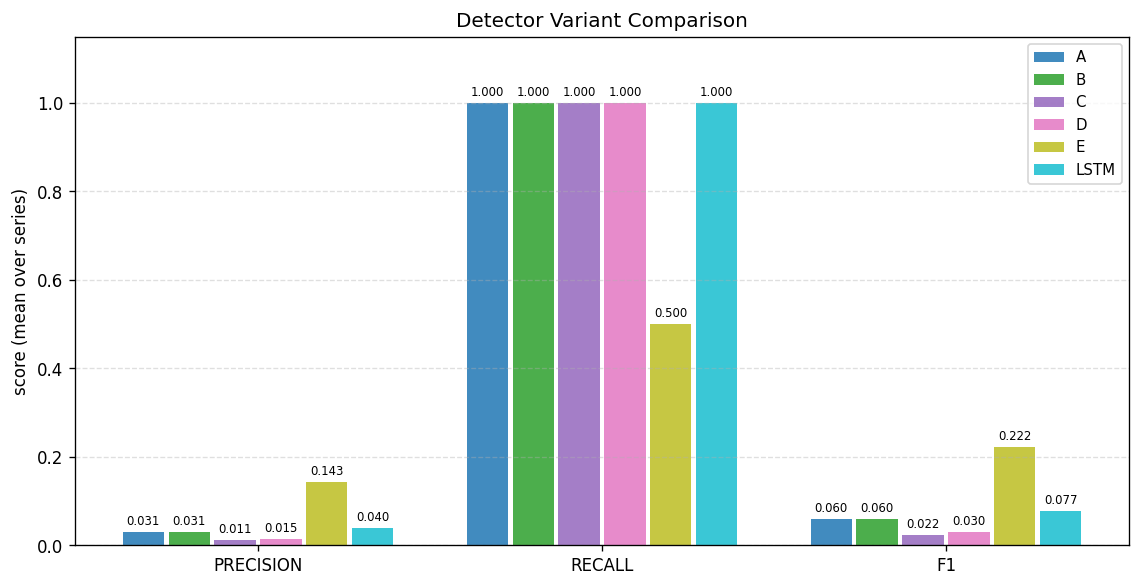 Detector Variant Comparison
score (mean over series)
1.0
0.8
0.6
0.4
0.2
0.0
0.031
0.031
0.011
0.015
0.143
0.040
1.000
1.000
1.000
1.000
0.500
1.000
0.060
0.060
0.022
0.030
0.222
0.077
PRECISION
RECALL
F1
A
B
C
D
E
LSTM